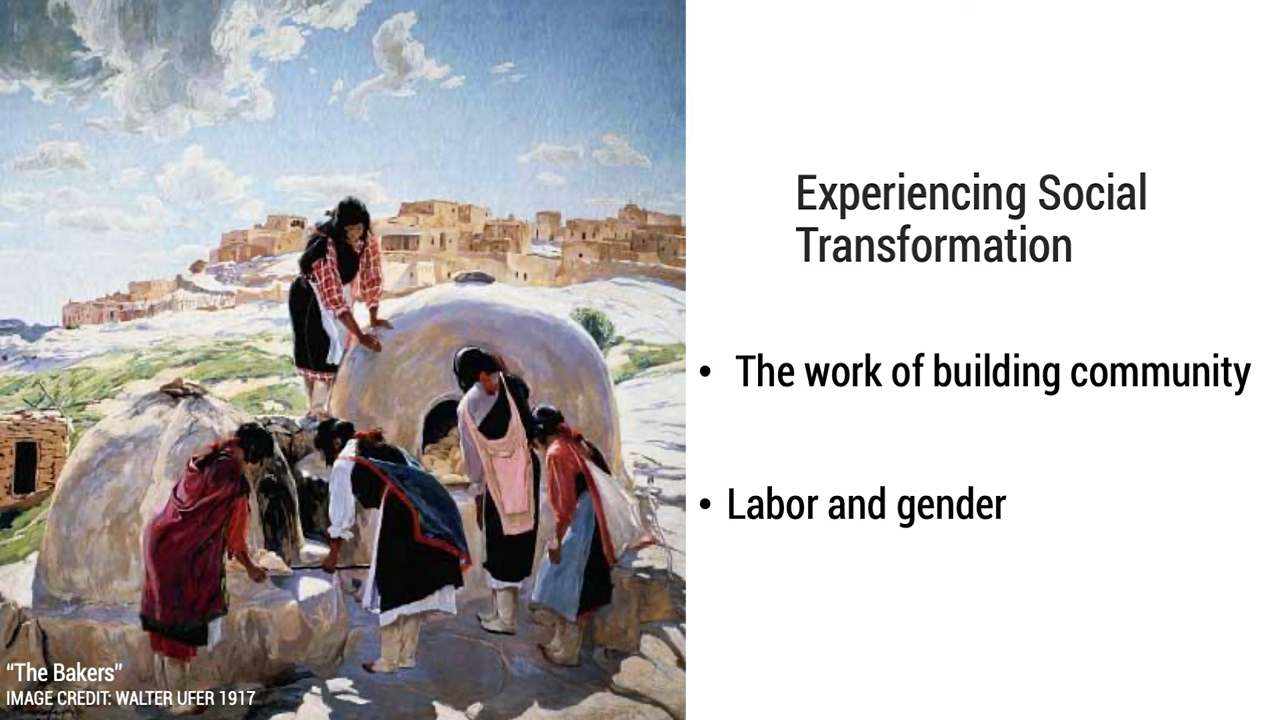 Experiencing Social
Transformation
• The work of building community
• Labor and gender
“The Bakers”
IMAGE CREDIT: WALTER UFER 1917